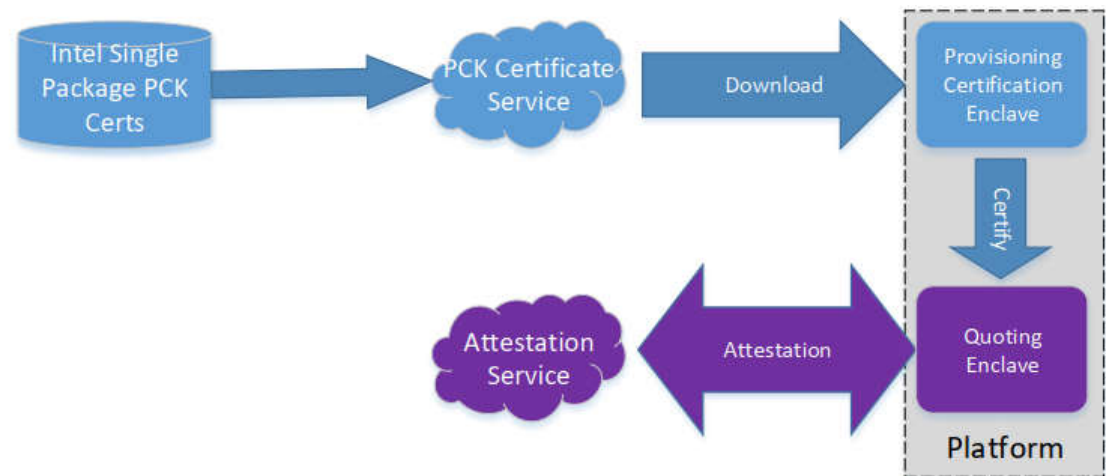 Intel Single
Package PCK
Certs
PCK Certificate
Service
Download
Provisioning
Certification
Enclave
Certify
Attestation
Service
Attestation
Quoting
Enclave
Platform